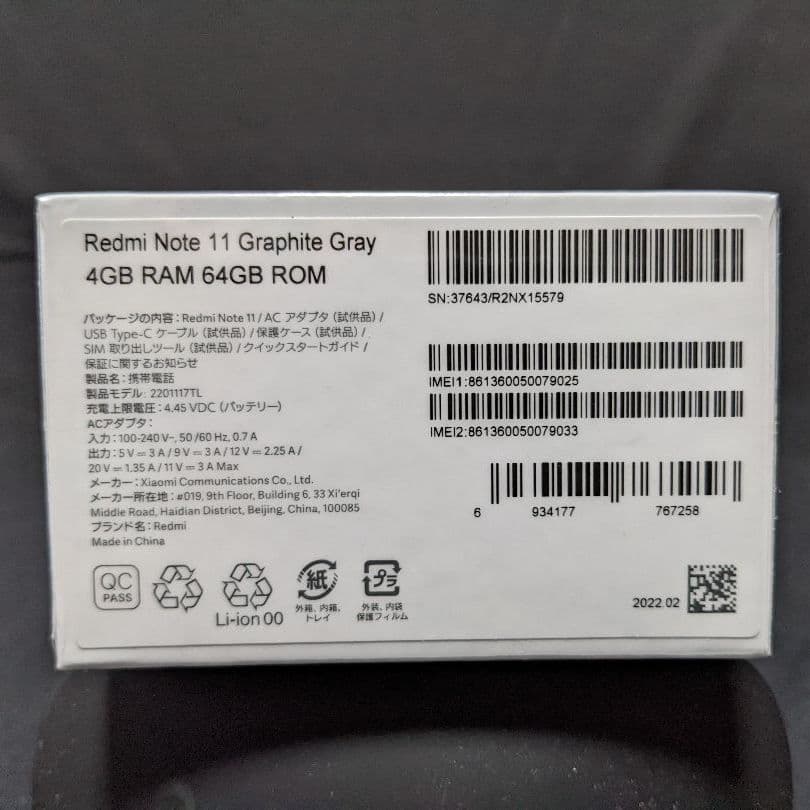 Redmi Note 11 Graphite Gray
4GB RAM 64GB ROM
パッケージの内容：Redmi Note 11 / AC アダプタ（試供品）/
USB Type-C ケーブル（試供品）/ 保護ケース（試供品）/
SIM 取り出しツール（試供品）/ クイックスタートガイド /
保証に関するお知らせ
製品名：携帯電話
製品モデル：2201117TL
充電上限電圧：4.45 VDC（バッテリー）
ACアダプタ：
入力：100-240 V~, 50 /60 Hz, 0.7 A
出力：5 V⎓3 A / 9 V⎓3 A / 12 V⎓2.25 A /
20 V⎓1.35 A / 11 V⎓3 A Max
メーカー：Xiaomi Communications Co., Ltd.
メーカー所在地：#019, 9th Floor, Building 6, 33 Xi'erqi
Middle Road, Haidian District, Beijing, China, 100085
ブランド名：Redmi
Made in China
SN:37643/R2NX15579
IMEI1:861360050079025
IMEI2:861360050079033
6 934177 767258
QC
PASS
Li-ion 00
紙
外箱、内箱、
トレイ
プラ
外装、内袋
保護フィルム
2022.02